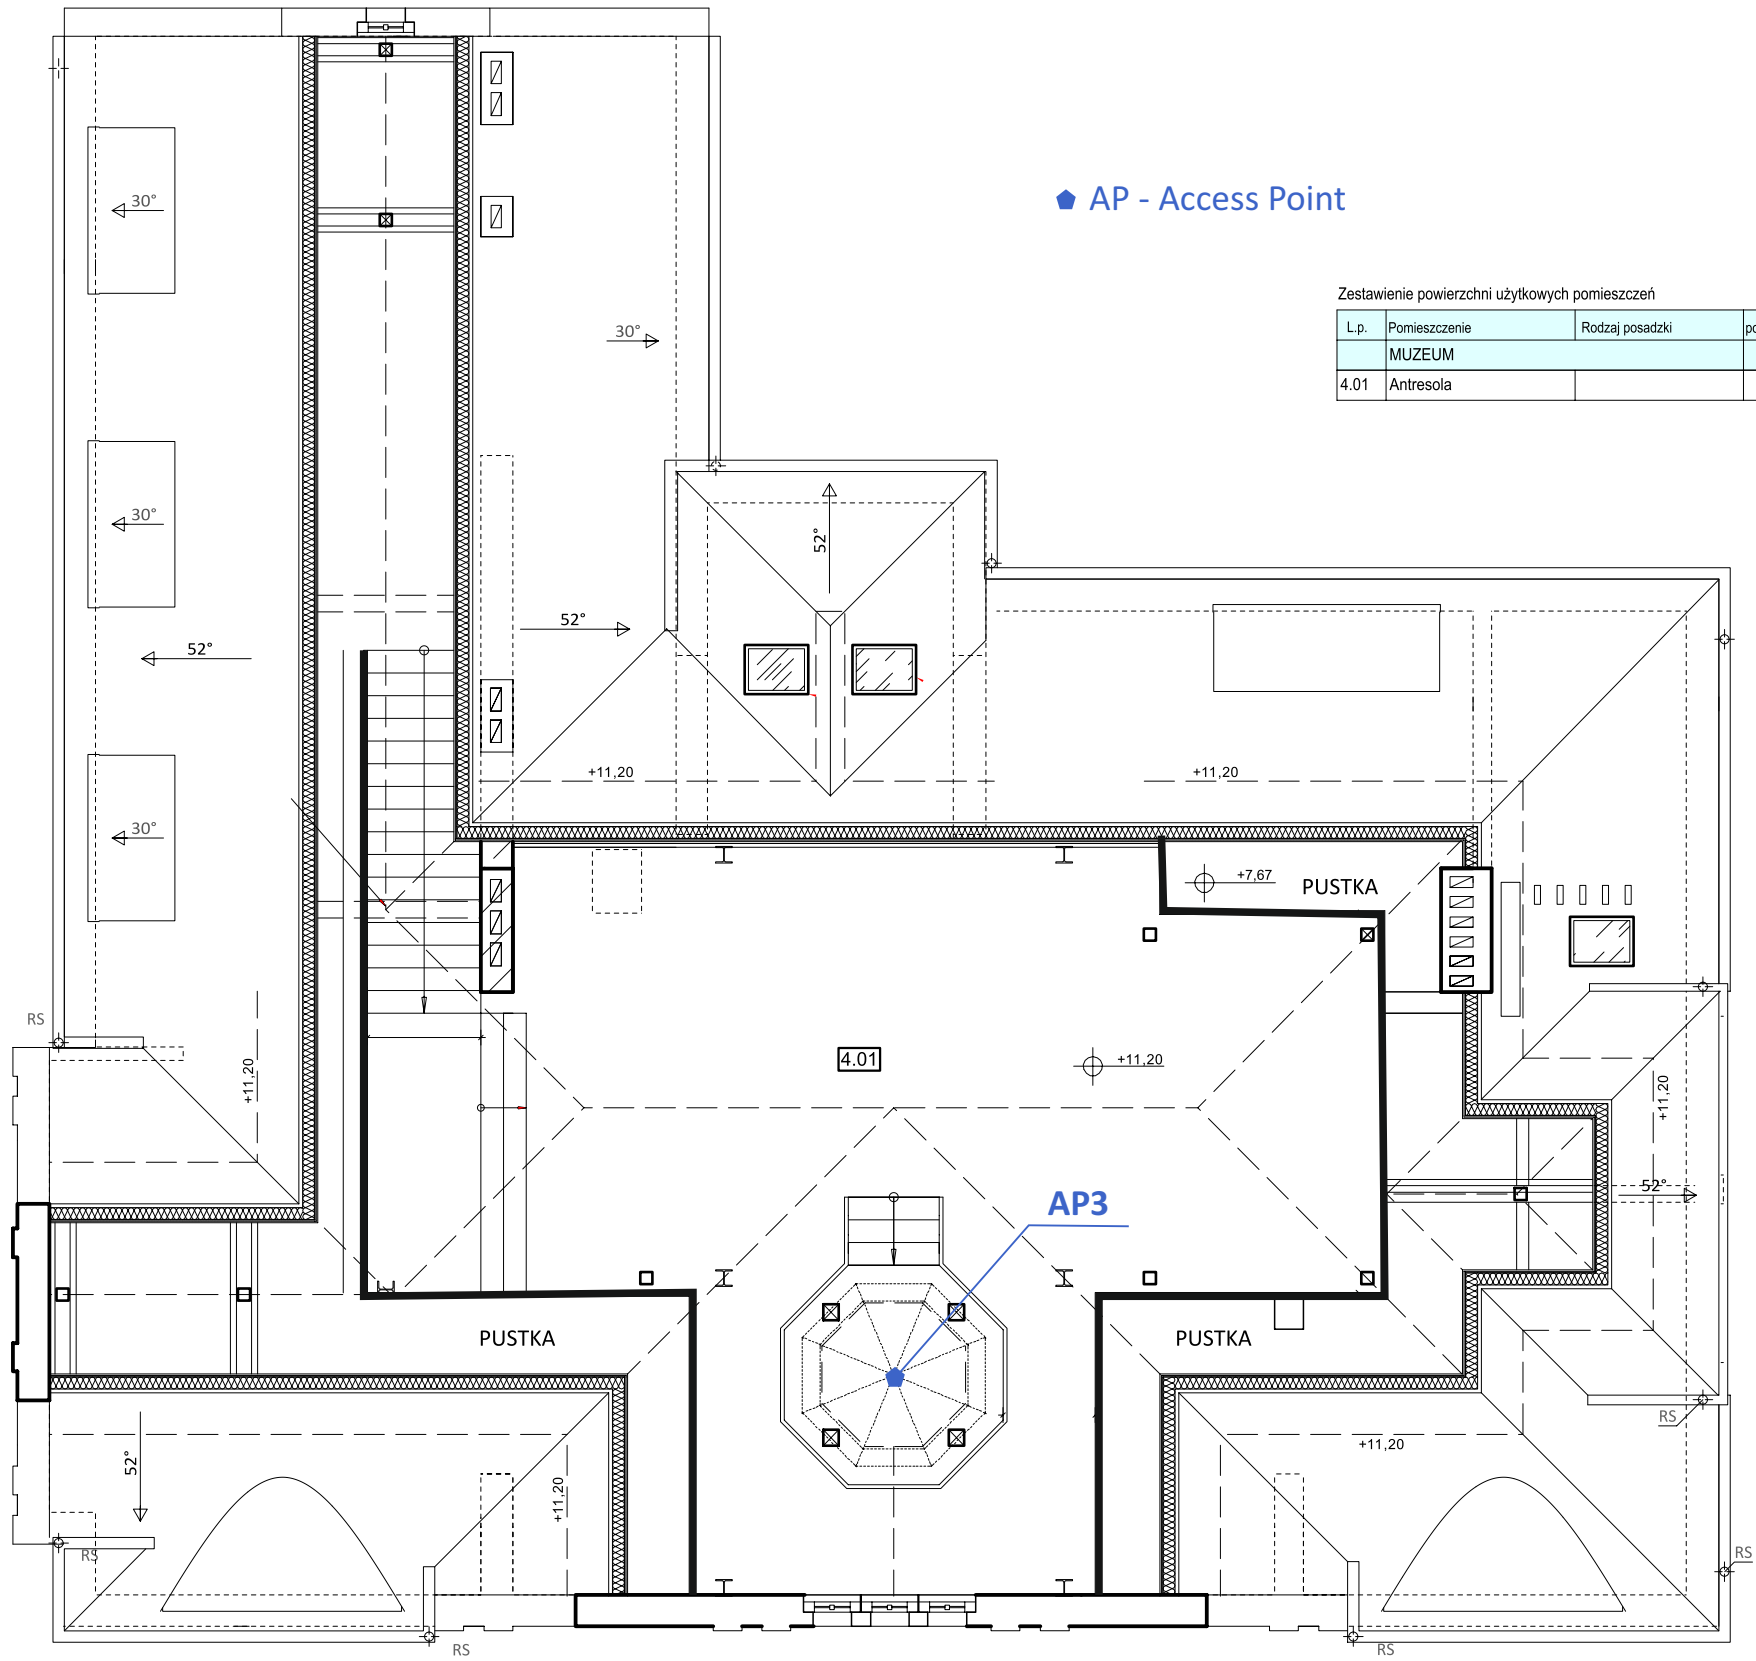 30°
AP - Access Point
Zestawienie powierzchni użytkowych pomieszczeń
L.p. Pomieszczenie Rodzaj posadzki po
MUZEUM
4.01 Antresola
30°
30°
52°
52°
52°
+11,20
+11,20
30°
+7,67
PUSTKA
RS
4.01
+11,20
+11,20
+11,20
52°
AP3
PUSTKA
PUSTKA
RS
+11,20
52°
+11,20
RS
RS
RS
RS